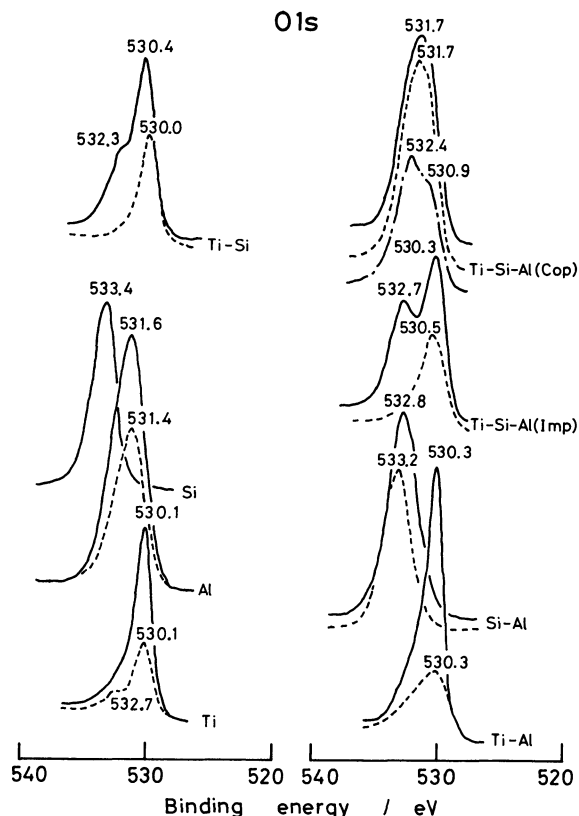 O1s
530.4
532.3
530.0
Ti-Si
533.4
531.6
531.4
Si
530.1
Al
530.1
532.7
Ti
531.7
531.7
532.4
530.9
Ti-Si-Al(Cop)
530.3
532.7
530.5
Ti-Si-Al(Imp)
532.8
533.2
530.3
Si-Al
530.3
Ti-Al
540 530 520 540 530 520
Binding energy / eV